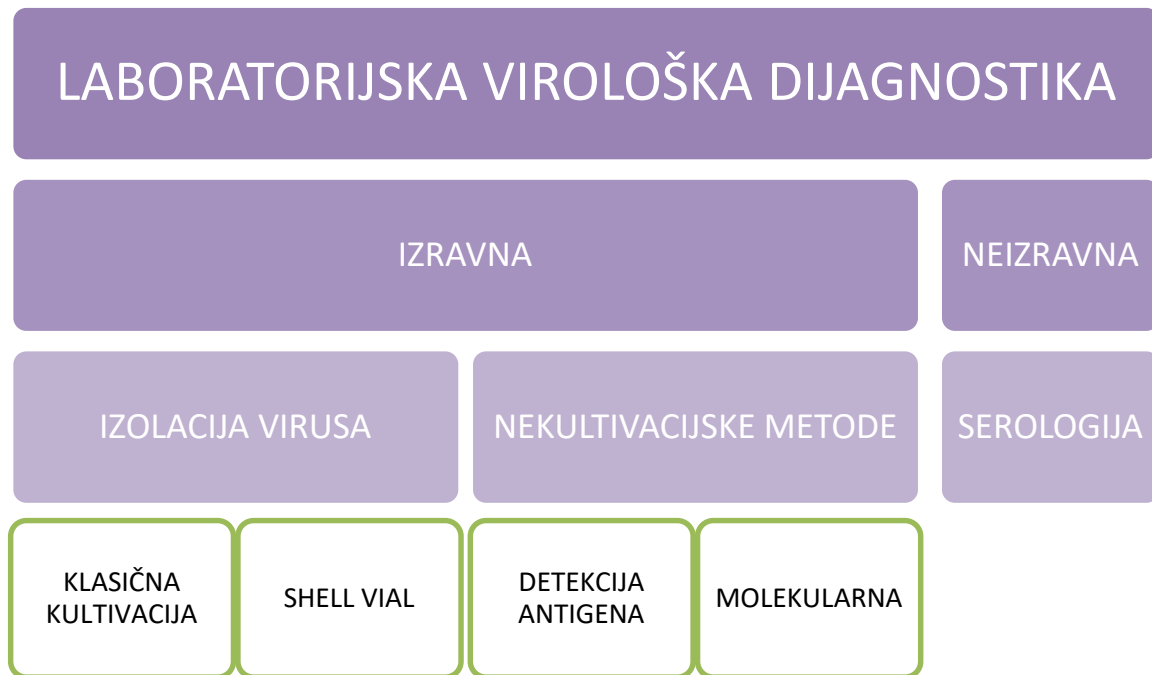 LABORATORIJSKA VIROLOŠKA DIJAGNOSTIKA
IZRAVNA
NEIZRAVNA
IZOLACIJA VIRUSA
NEKULTIVACIJSKE METODE
SEROLOGIJA
KLASIČNA
KULTIVACIJA
SHELL VIAL
DETEKCIJA
ANTIGENA
MOLEKULARNA